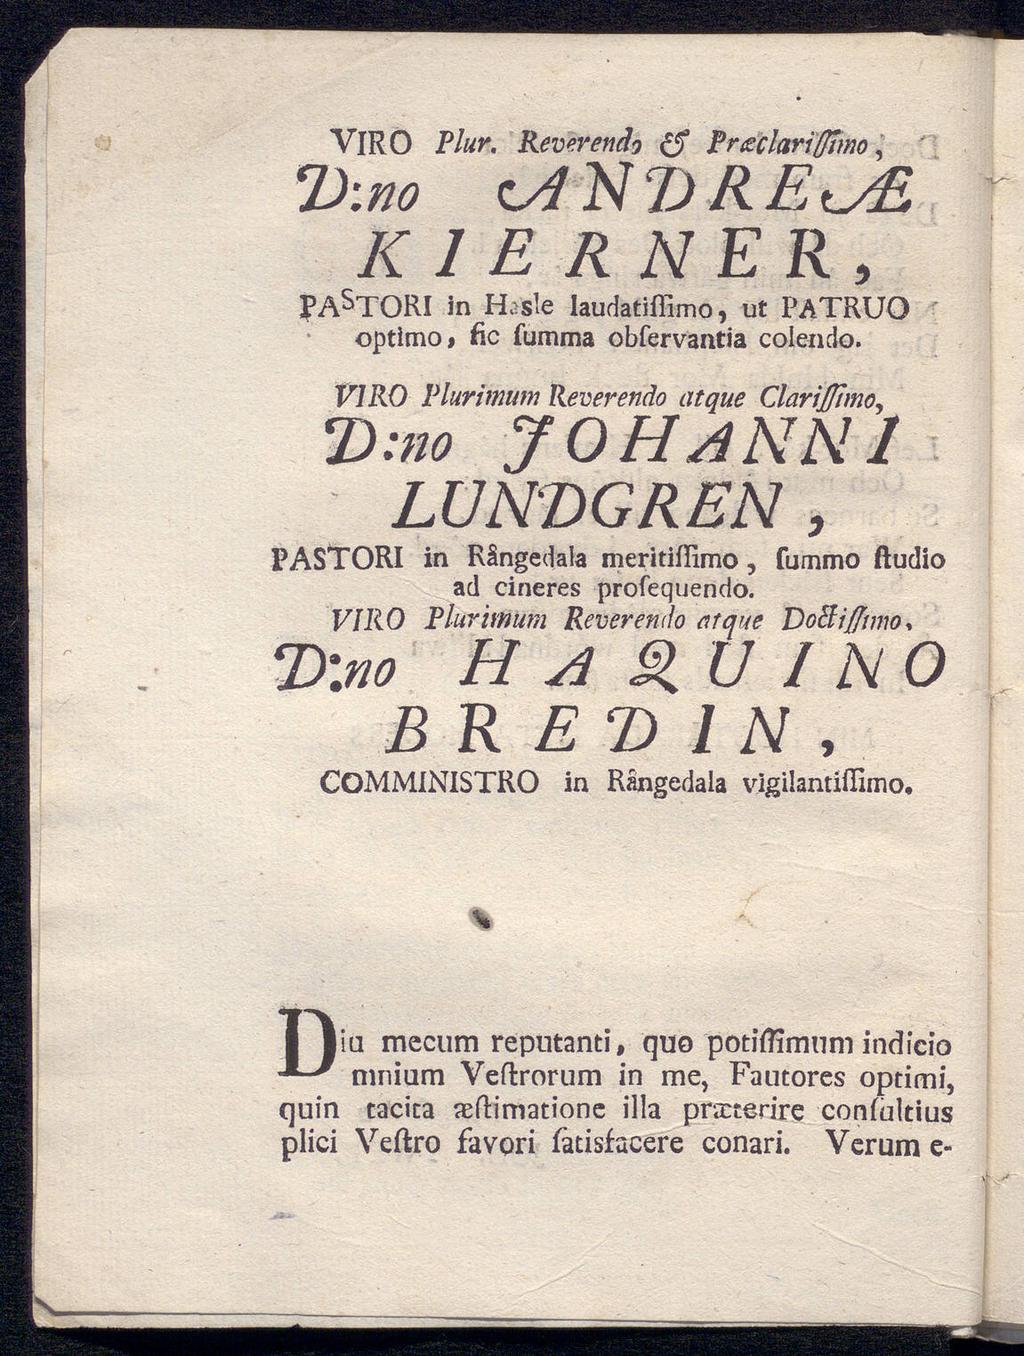 VIRO Plur. Reverendo & Præclariſſimo,
D:no ANDREÆ
KIERNER,
PASTORI in Hasle laudatiſſimo, ut PATRUO
optimo, ſic ſumma obſervantia colendo.
VIRO Plurimum Reverendo atque Clariſſimo,
D:no JOHANNI
LUNDGREN,
PASTORI in Rångedala meritiſſimo, ſummo ſtudio
ad cineres proſequendo.
VIRO Plurimum Reverendo atque Doctiſſimo,
D:no HAQUINO
BREDIN,
COMMINISTRO in Rångedala vigilantiſſimo.
Diu mecum reputanti, quo potiſſimum indicio
mnium Veſtrorum in me, Fautores optimi,
quin tacita æſtimatione illa præterire conſultius
plici Veſtro favori ſatisfacere conari. Verum e-